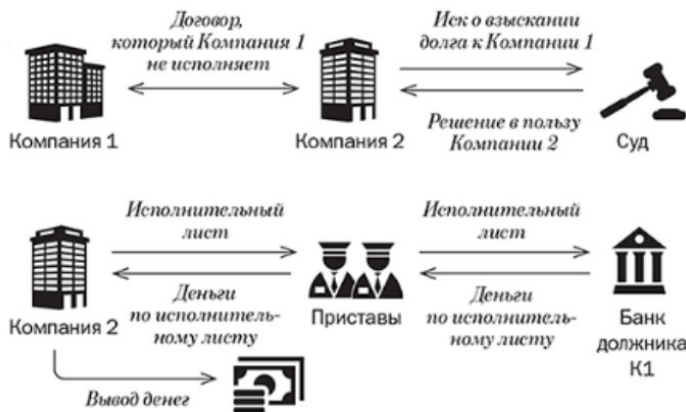 Договор,
который Компания 1
не исполняет
Иск о взыскании
долга к Компании 1
Решение в пользу
Компании 2
Компания 1
Компания 2
Суд
Исполнительный
лист
Исполнительный
лист
Деньги
по исполнитель-
ному листу
Деньги
по исполнитель-
ному листу
Компания 2
Приставы
Банк
должника
К1
Вывод денег